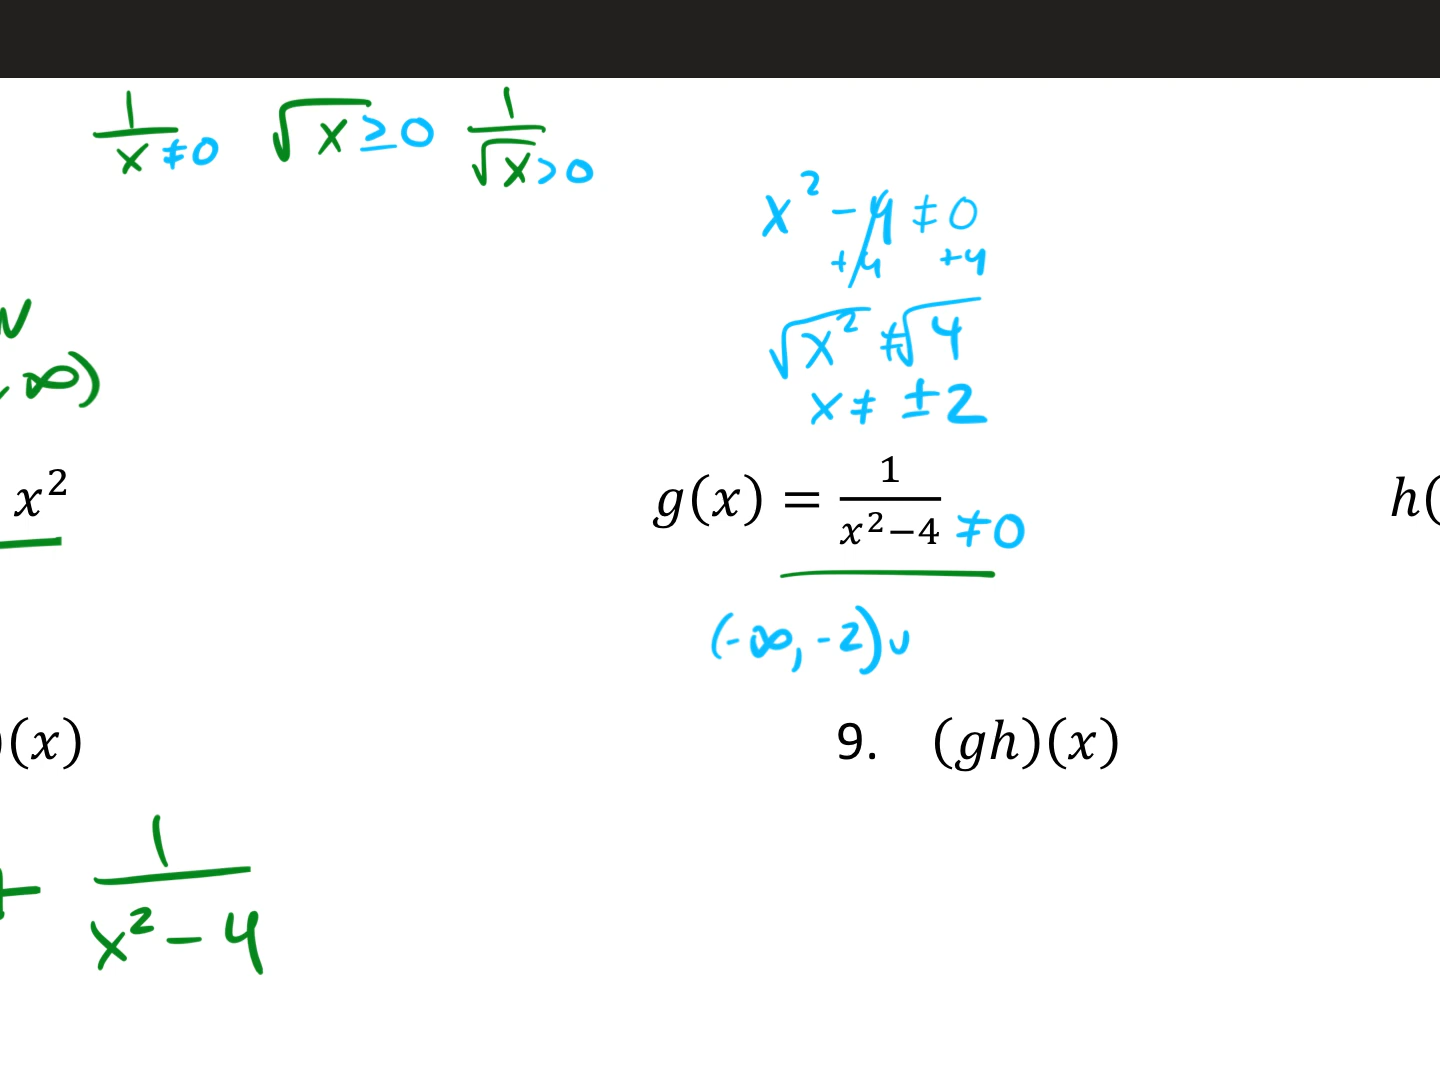 1/x ≠0 √x ≥0 1/√x >0
x² - 4 ≠ 0
+4 +4
√x² ≠ √4
x ≠ ±2
, ∞)
x² g(x) = 1/(x²−4) ≠0 h(
(-∞, -2) ∪
)(x) 9. (gh)(x)
+ 1/(x² - 4)